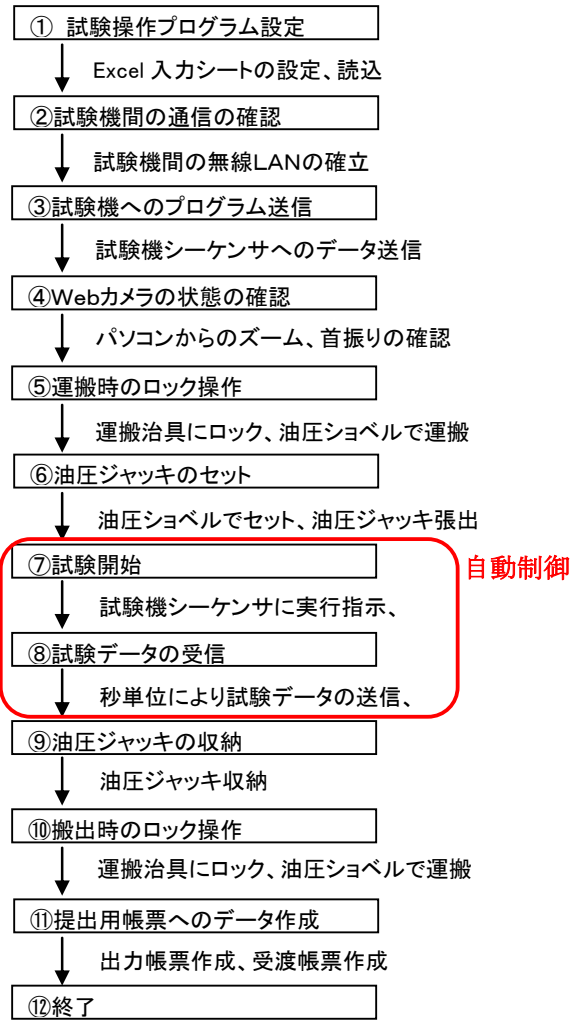 ① 試験操作プログラム設定
Excel 入力シートの設定、読込
②試験機間の通信の確認
試験機間の無線LANの確立
③試験機へのプログラム送信
試験機シーケンサへのデータ送信
④Webカメラの状態の確認
パソコンからのズーム、首振りの確認
⑤運搬時のロック操作
運搬治具にロック、油圧ショベルで運搬
⑥油圧ジャッキのセット
油圧ショベルでセット、油圧ジャッキ張出
⑦試験開始
自動制御
試験機シーケンサに実行指示、
⑧試験データの受信
秒単位により試験データの送信、
⑨油圧ジャッキの収納
油圧ジャッキ収納
⑩搬出時のロック操作
運搬治具にロック、油圧ショベルで運搬
⑪提出用帳票へのデータ作成
出力帳票作成、受渡帳票作成
⑫終了